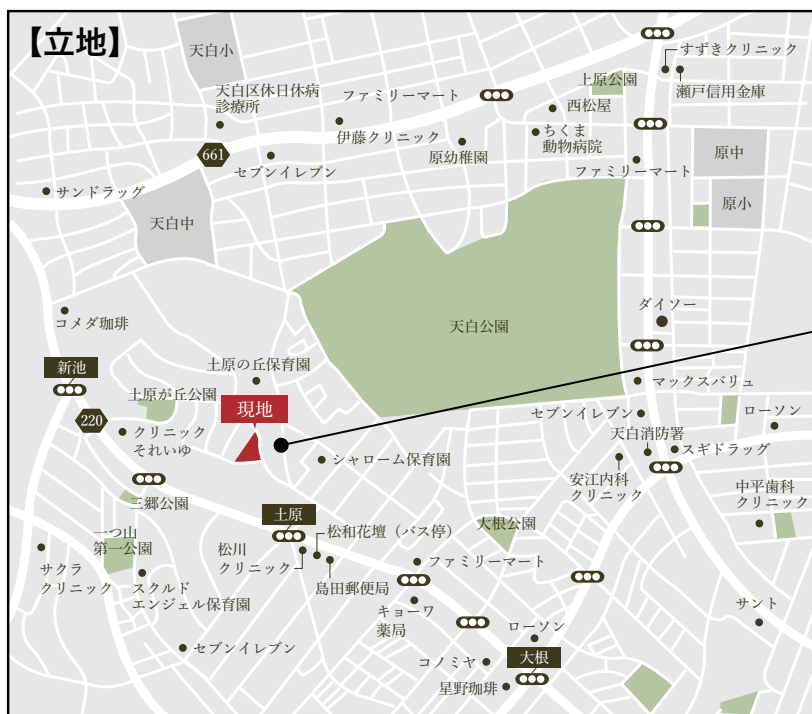 【立地】
天白小
すずきクリニック
瀬戸信用金庫
上原公園
西松屋
天白区休日休病
診療所
ファミリーマート
伊藤クリニック
ちくま
動物病院
原幼稚園
原中
661
セブンイレブン
ファミリーマート
サンドラッグ
原小
天白中
ダイソー
コメダ珈琲
天白公園
新池
土原の丘保育園
マックスバリュ
土原が丘公園
現地
セブンイレブン
ローソン
220
クリニック
それいゆ
天白消防署
スギドラッグ
シャローム保育園
安江内科
クリニック
中平歯科
クリニック
三郷公園
土原
大根公園
一つ山
第一公園
松和花壇（バス停）
松川
クリニック
ファミリーマート
サクラ
クリニック
スクルド
エンジェル保育園
島田郵便局
キョーワ
薬局
サント
ローソン
セブンイレブン
大根
コノミヤ
星野珈琲